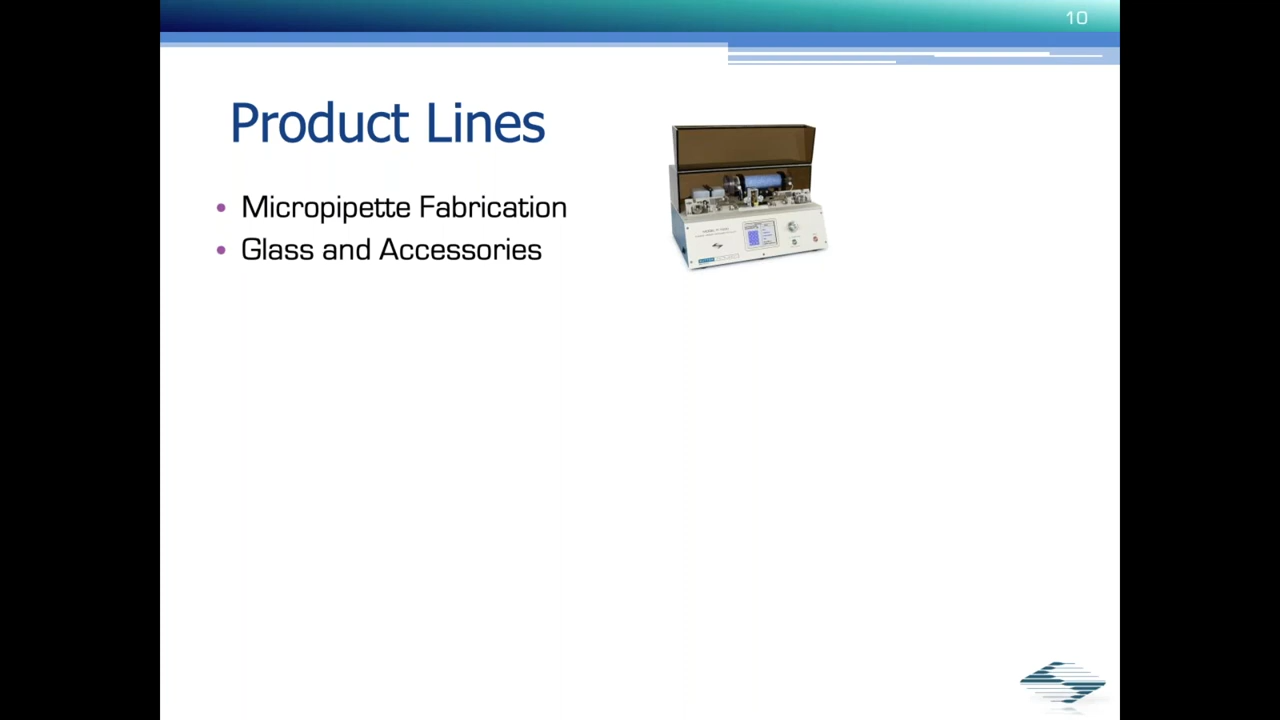 10
Product Lines
• Micropipette Fabrication
• Glass and Accessories